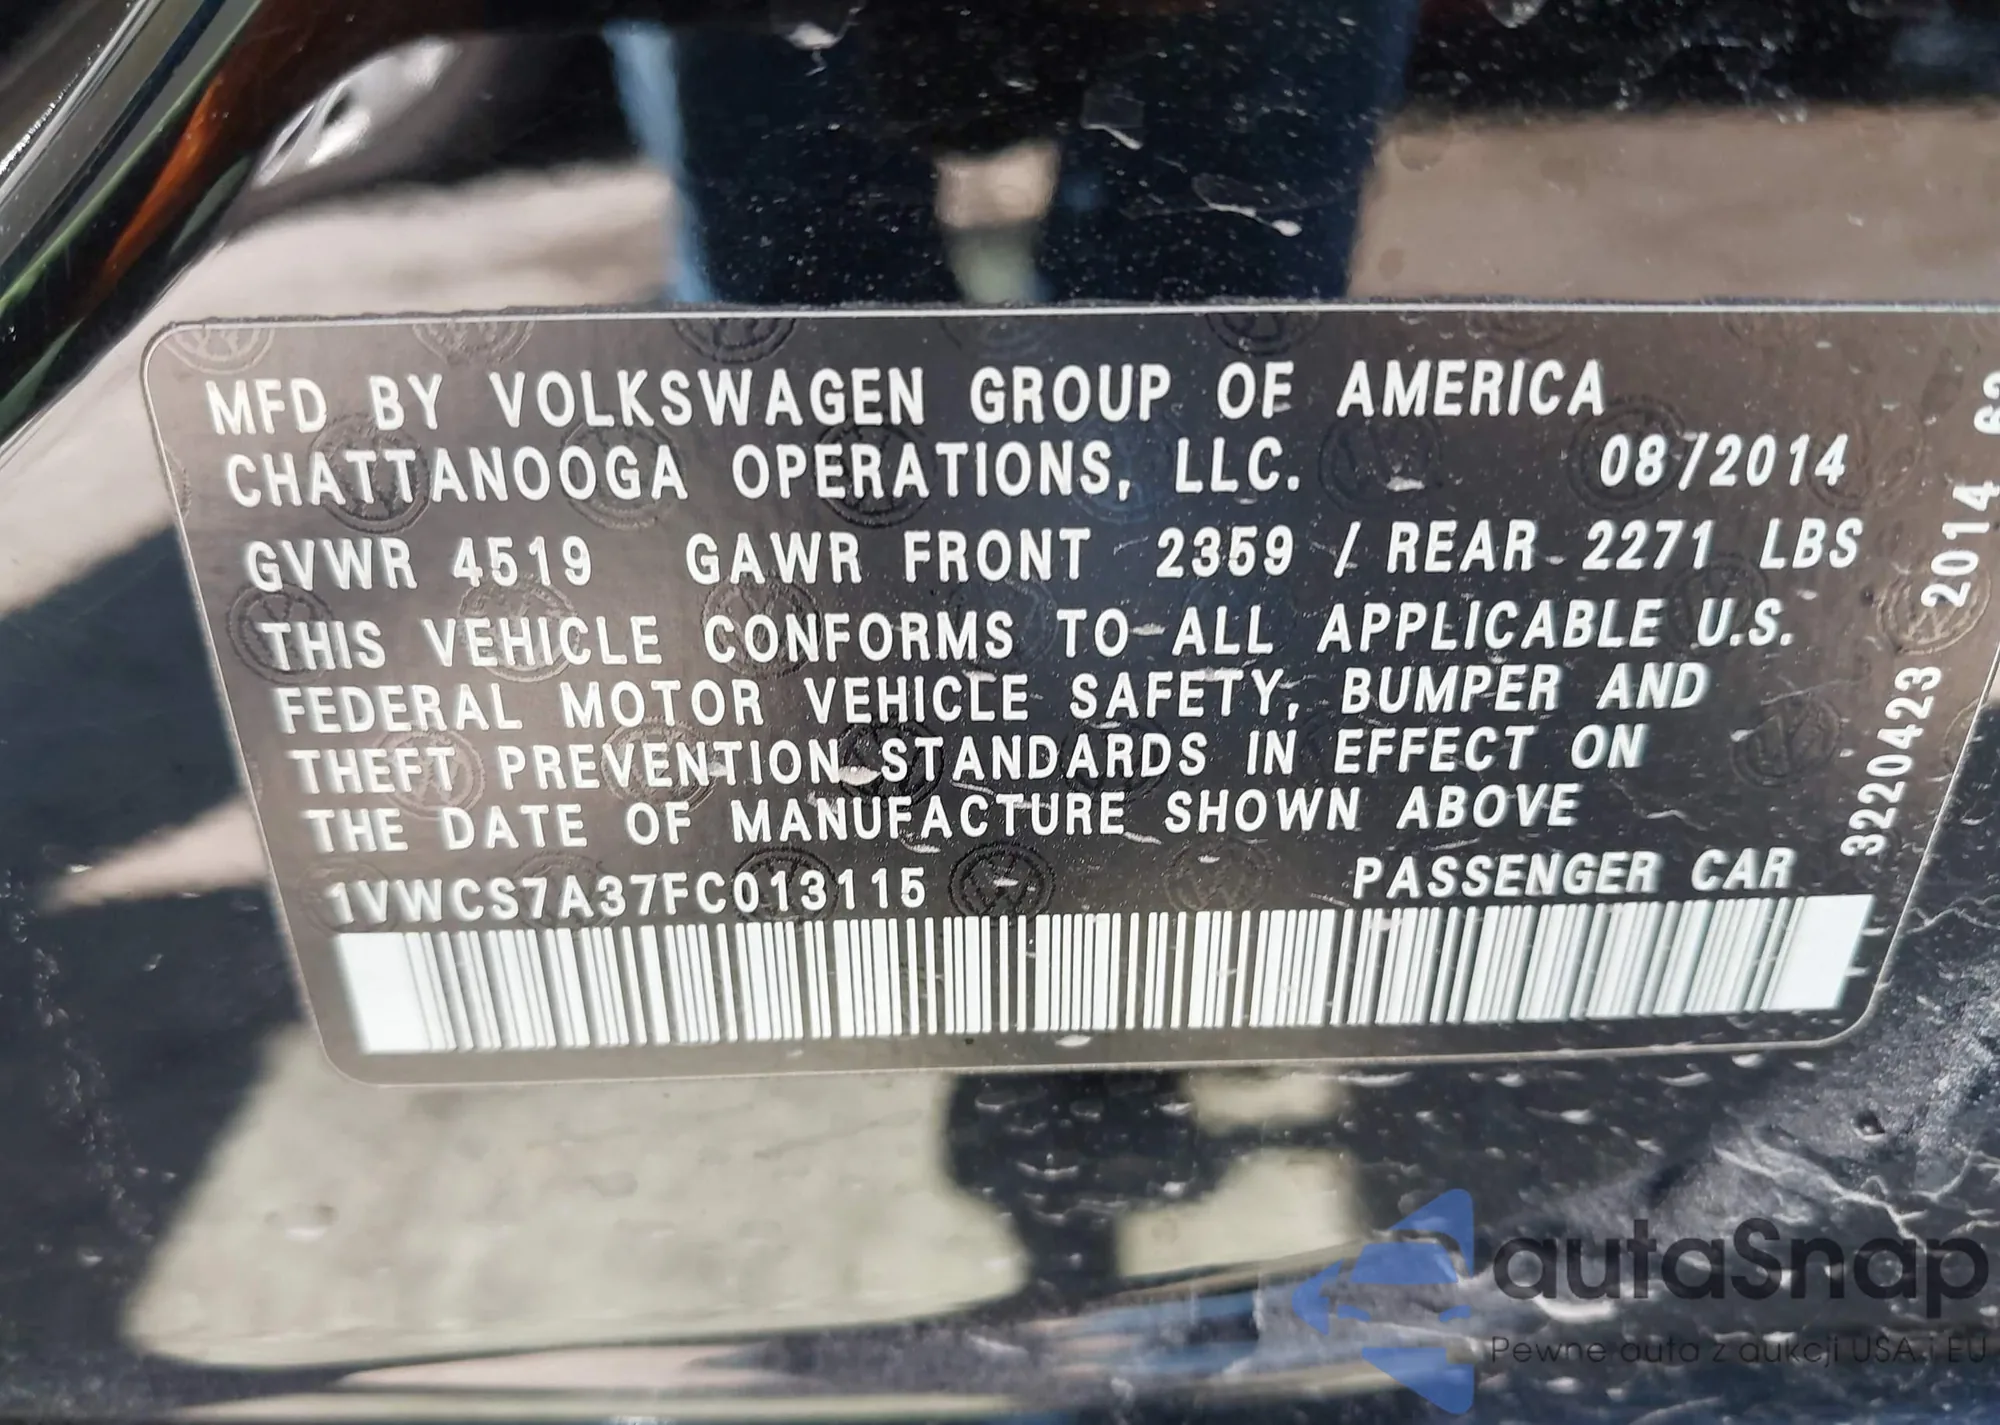 MFD BY VOLKSWAGEN GROUP OF AMERICA
CHATTANOOGA OPERATIONS, LLC. 08/2014
GVWR 4519 GAWR FRONT 2359 / REAR 2271 LBS
THIS VEHICLE CONFORMS TO ALL APPLICABLE U.S.
FEDERAL MOTOR VEHICLE SAFETY, BUMPER AND
THEFT PREVENTION STANDARDS IN EFFECT ON
THE DATE OF MANUFACTURE SHOWN ABOVE
1VWCS7A37FC013115 PASSENGER CAR
3220423 2014
autaSnap
Pewne auta z aukcji USA i EU